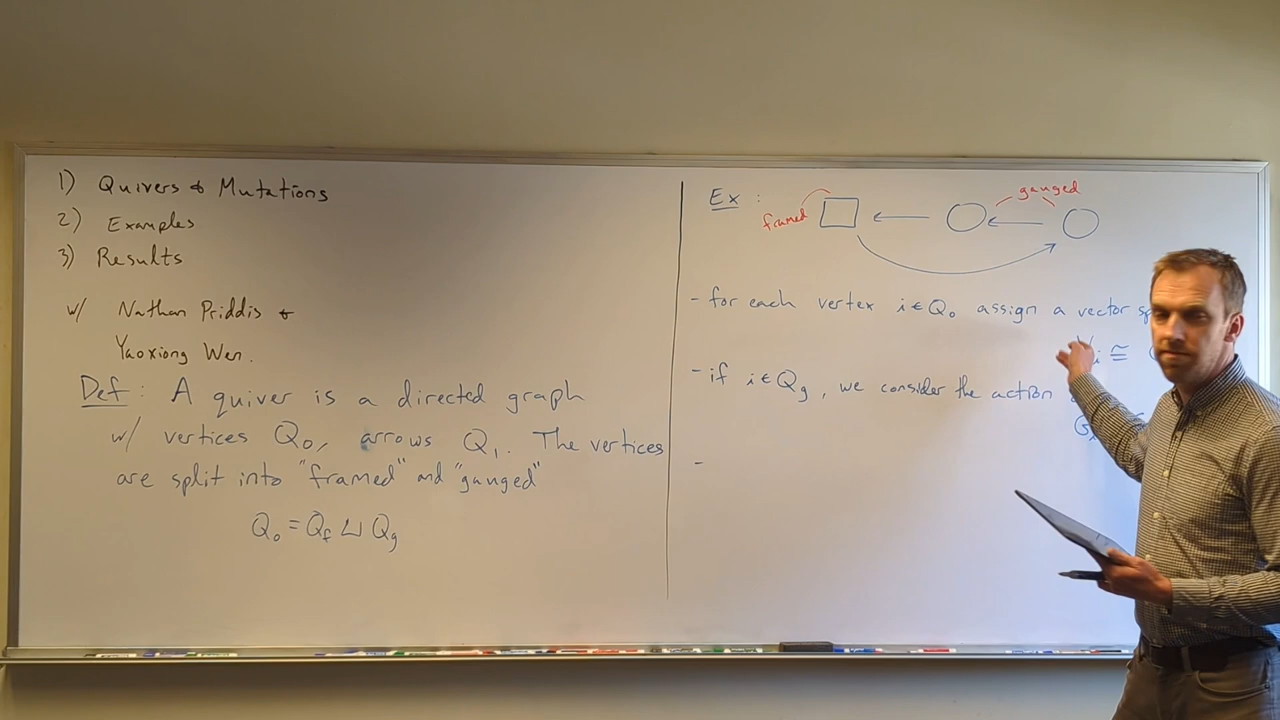 1) Quivers & Mutations
2) Examples
3) Results
w/ Nathan Priddis &
Yaoxiong Wen.
Def: A quiver is a directed graph
w/ vertices Q₀, arrows Q₁. The vertices
are split into "framed" and "gauged"
Q₀ = Q_f ⊔ Q_g
Ex:
framed
gauged
- for each vertex i ∈ Q₀ assign a vector
V_i ≅
- if i ∈ Q_g, we consider the action
-